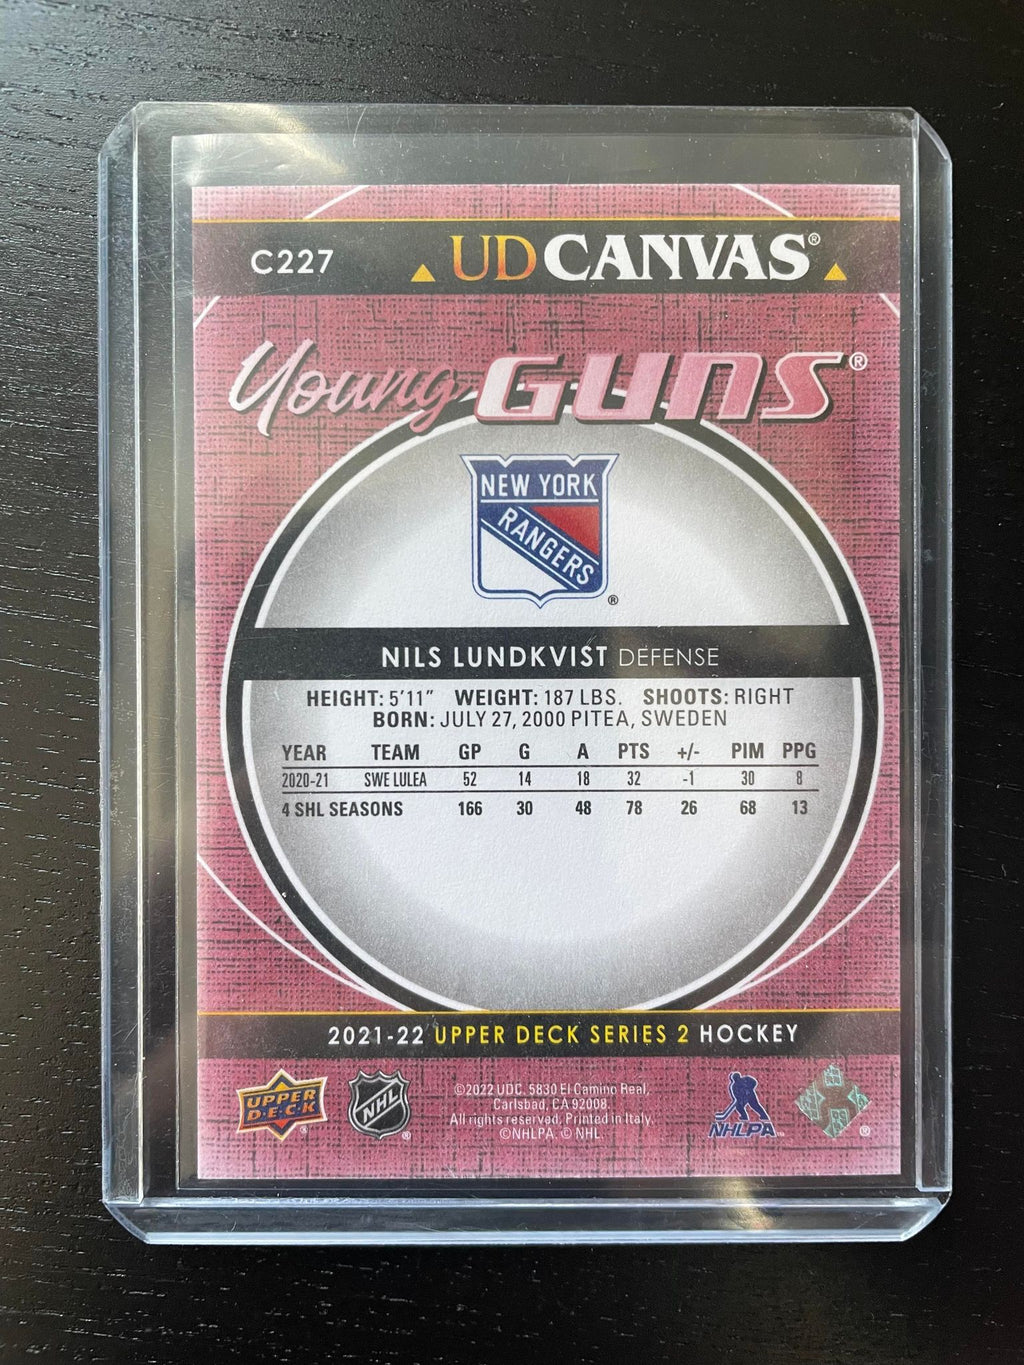 C227
UD CANVAS®
Young GUNS®
NEW YORK
RANGERS
®
NILS LUNDKVIST DEFENSE
HEIGHT: 5'11" WEIGHT: 187 LBS. SHOOTS: RIGHT
BORN: JULY 27, 2000 PITEA, SWEDEN
YEAR TEAM GP G A PTS +/- PIM PPG
2020-21 SWE LULEA 52 14 18 32 -1 30 8
4 SHL SEASONS 166 30 48 78 26 68 13
2021-22 UPPER DECK SERIES 2 HOCKEY
UPPER
D·E·C·K
®
NHL
®
©2022 UDC. 5830 El Camino Real,
Carlsbad, CA 92008.
All rights reserved. Printed in Italy.
©NHLPA. © NHL.
NHLPA™
®